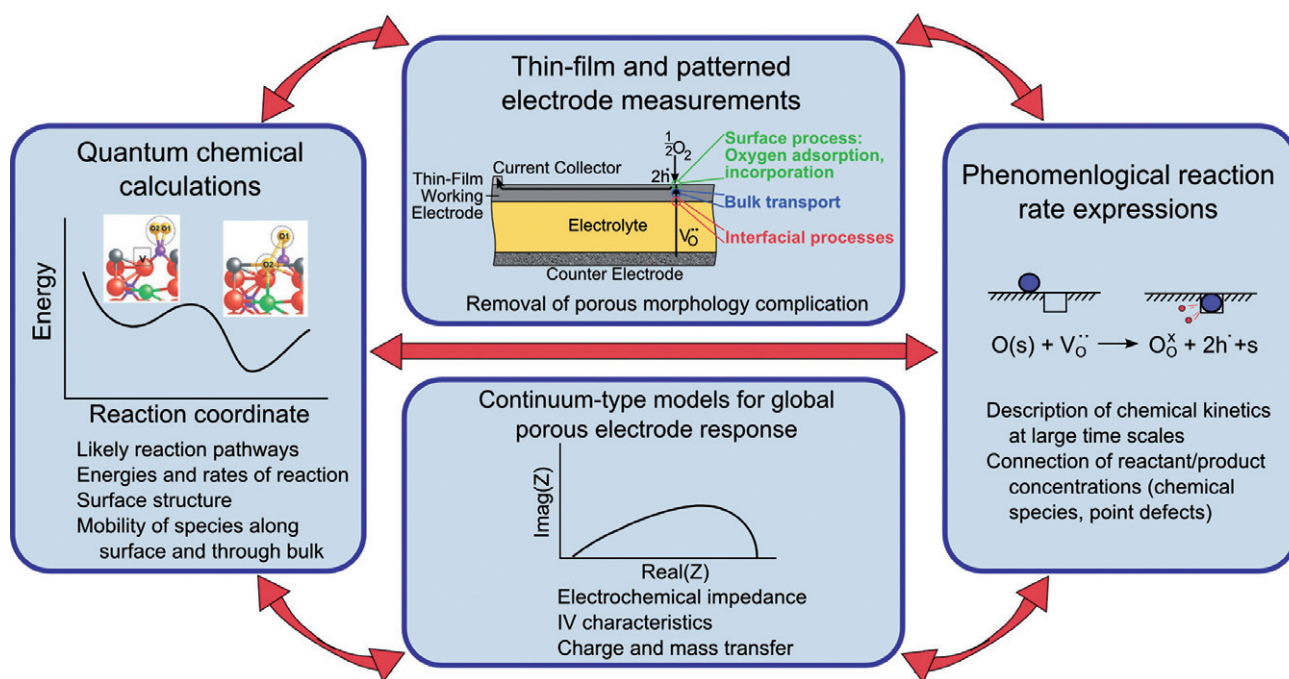 Thin-film and patterned
electrode measurements
Current Collector
Thin-Film
Working
Electrode
½O₂
2h˙
Surface process:
Oxygen adsorption,
incorporation
Bulk transport
Electrolyte
V_O^¨
Interfacial processes
Counter Electrode
Removal of porous morphology complication
Quantum chemical
calculations
O2 O1
V
O1
O2
Energy
Reaction coordinate
Likely reaction pathways
Energies and rates of reaction
Surface structure
Mobility of species along
surface and through bulk
Continuum-type models for global
porous electrode response
Imag(Z)
Real(Z)
Electrochemical impedance
IV characteristics
Charge and mass transfer
Phenomenlogical reaction
rate expressions
O(s) + V_O^¨ → O_O^x + 2h˙+s
Description of chemical kinetics
at large time scales
Connection of reactant/product
concentrations (chemical
species, point defects)